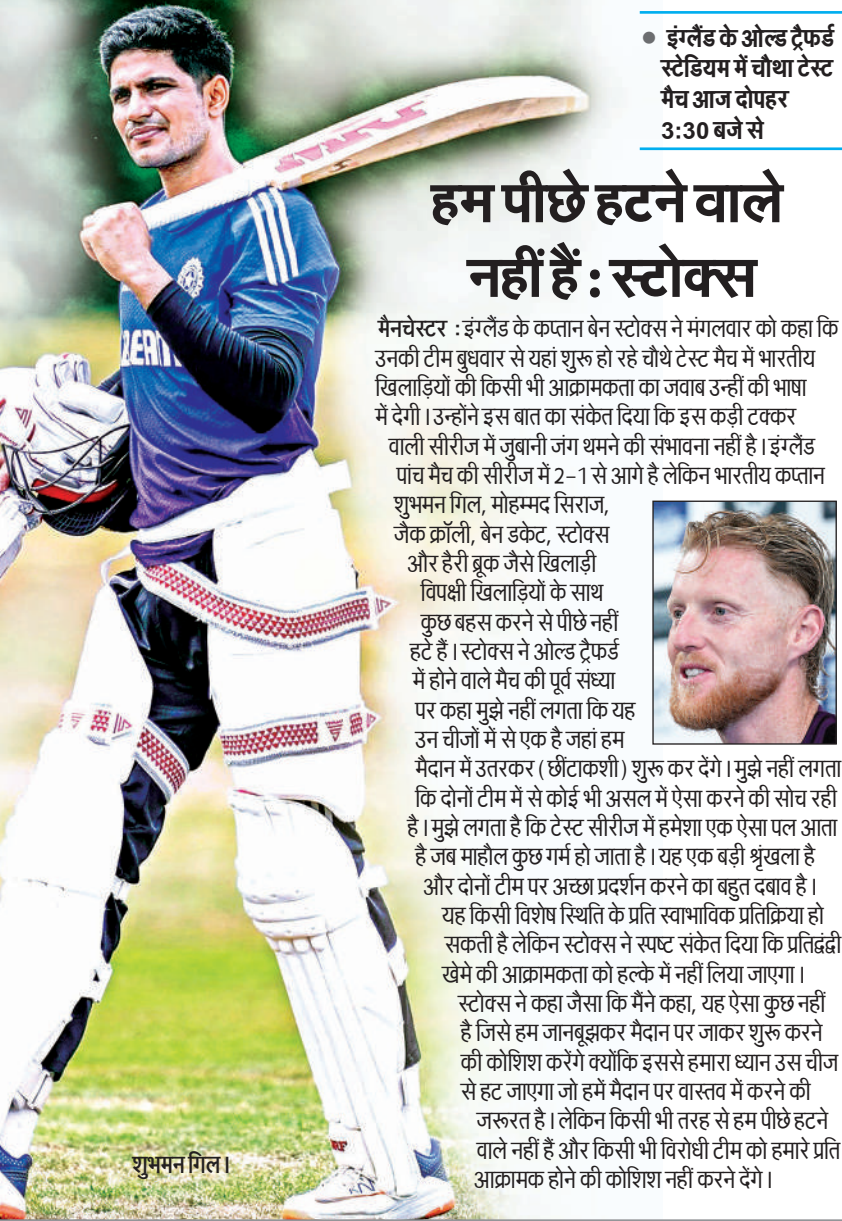 ● इंग्लैंड के ओल्ड ट्रैफर्ड
स्टेडियम में चौथा टेस्ट
मैच आज दोपहर
3:30 बजे से
हम पीछे हटने वाले
नहीं हैं : स्टोक्स
मैनचेस्टर : इंग्लैंड के कप्तान बेन स्टोक्स ने मंगलवार को कहा कि
उनकी टीम बुधवार से यहां शुरू हो रहे चौथे टेस्ट मैच में भारतीय
खिलाड़ियों की किसी भी आक्रामकता का जवाब उन्हीं की भाषा
में देगी । उन्होंने इस बात का संकेत दिया कि इस कड़ी टक्कर
वाली सीरीज में जुबानी जंग थमने की संभावना नहीं है । इंग्लैंड
पांच मैच की सीरीज में 2-1 से आगे है लेकिन भारतीय कप्तान
शुभमन गिल, मोहम्मद सिराज,
जैक क्रॉली, बेन डकेट, स्टोक्स
और हैरी ब्रूक जैसे खिलाड़ी
विपक्षी खिलाड़ियों के साथ
कुछ बहस करने से पीछे नहीं
हटे हैं । स्टोक्स ने ओल्ड ट्रैफर्ड
में होने वाले मैच की पूर्व संध्या
पर कहा मुझे नहीं लगता कि यह
उन चीजों में से एक है जहां हम
मैदान में उतरकर ( छींटाकशी ) शुरू कर देंगे । मुझे नहीं लगता
कि दोनों टीम में से कोई भी असल में ऐसा करने की सोच रही
है । मुझे लगता है कि टेस्ट सीरीज में हमेशा एक ऐसा पल आता
है जब माहौल कुछ गर्म हो जाता है । यह एक बड़ी श्रृंखला है
और दोनों टीम पर अच्छा प्रदर्शन करने का बहुत दबाव है ।
यह किसी विशेष स्थिति के प्रति स्वाभाविक प्रतिक्रिया हो
सकती है लेकिन स्टोक्स ने स्पष्ट संकेत दिया कि प्रतिद्वंद्वी
खेमे की आक्रामकता को हल्के में नहीं लिया जाएगा ।
स्टोक्स ने कहा जैसा कि मैंने कहा, यह ऐसा कुछ नहीं
है जिसे हम जानबूझकर मैदान पर जाकर शुरू करने
की कोशिश करेंगे क्योंकि इससे हमारा ध्यान उस चीज
से हट जाएगा जो हमें मैदान पर वास्तव में करने की
जरूरत है । लेकिन किसी भी तरह से हम पीछे हटने
वाले नहीं हैं और किसी भी विरोधी टीम को हमारे प्रति
आक्रामक होने की कोशिश नहीं करने देंगे ।
शुभमन गिल ।